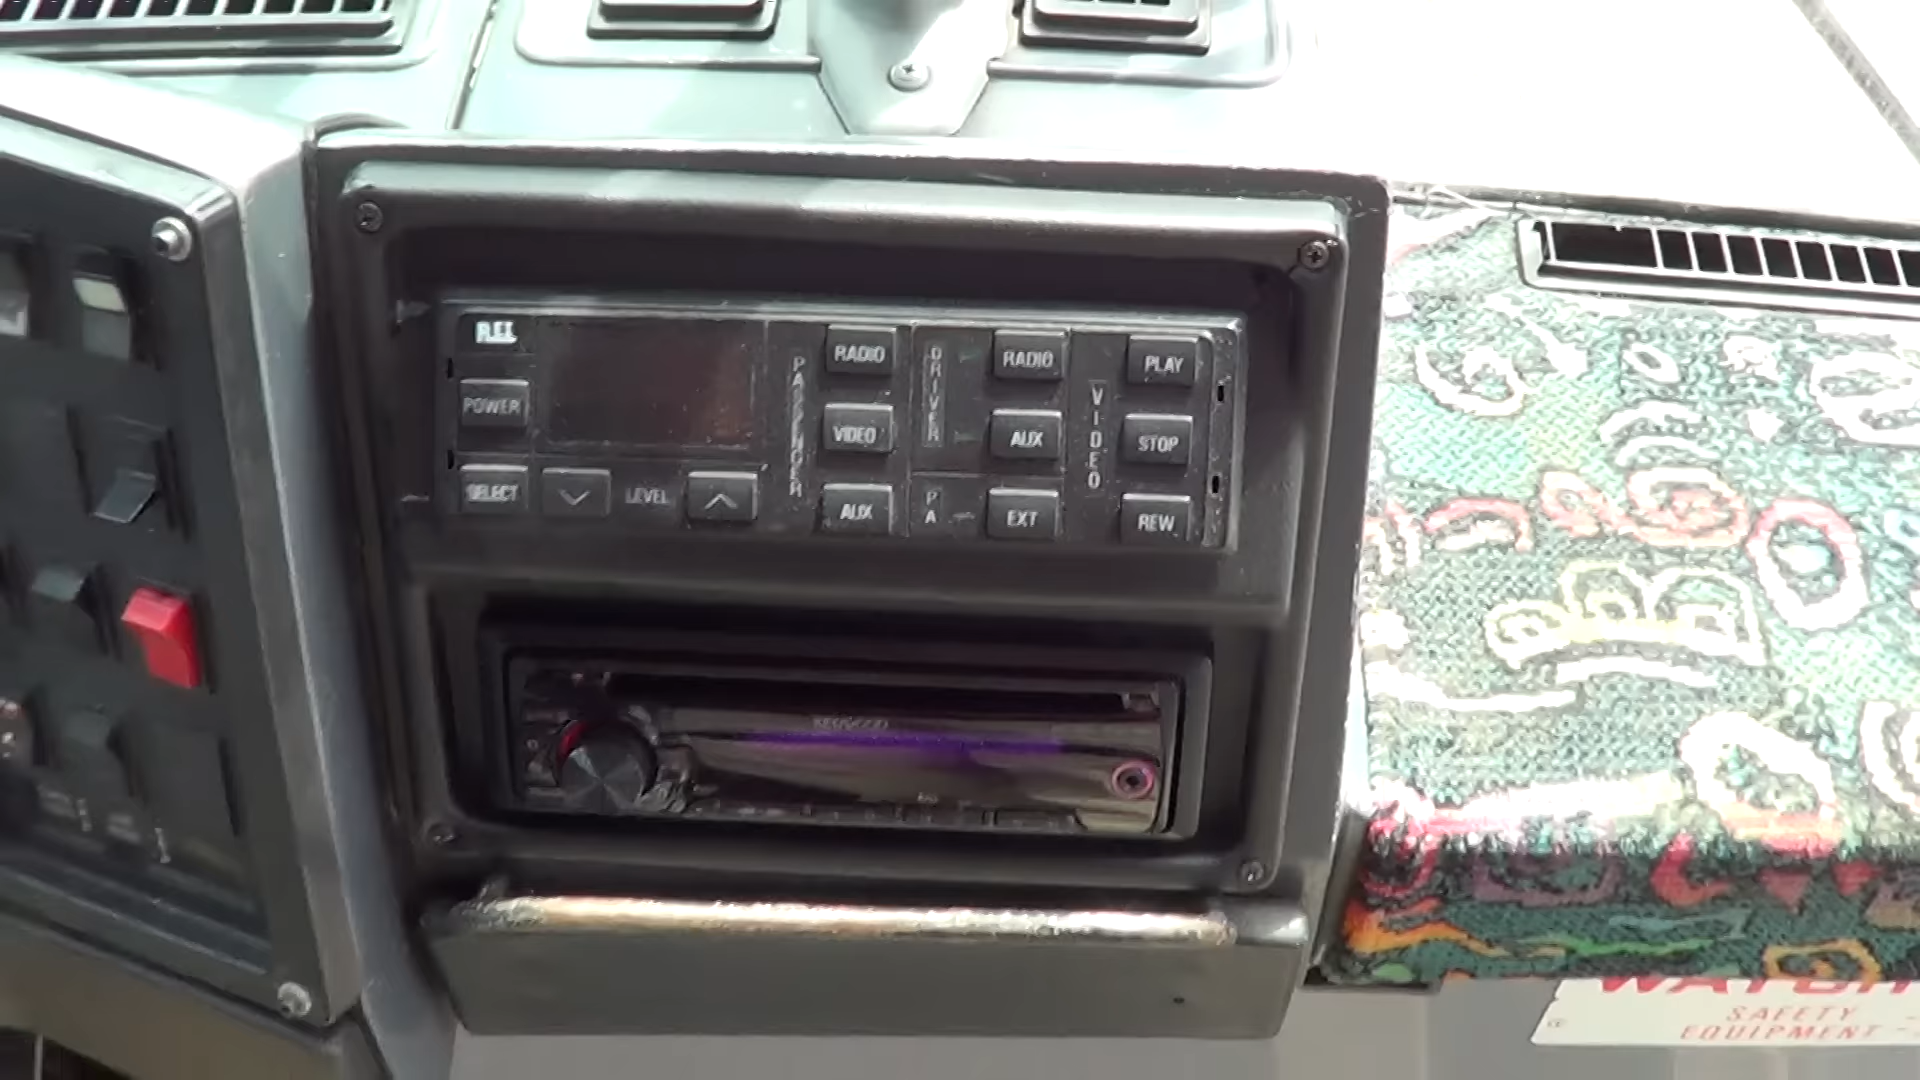 R.E.I.
POWER
SELECT
LEVEL
PASSENGER
RADIO
VIDEO
AUX
DRIVER
RADIO
AUX
PA
EXT
VIDEO
PLAY
STOP
REW
KENWOOD
WATCH
SAFETY
EQUIPMENT